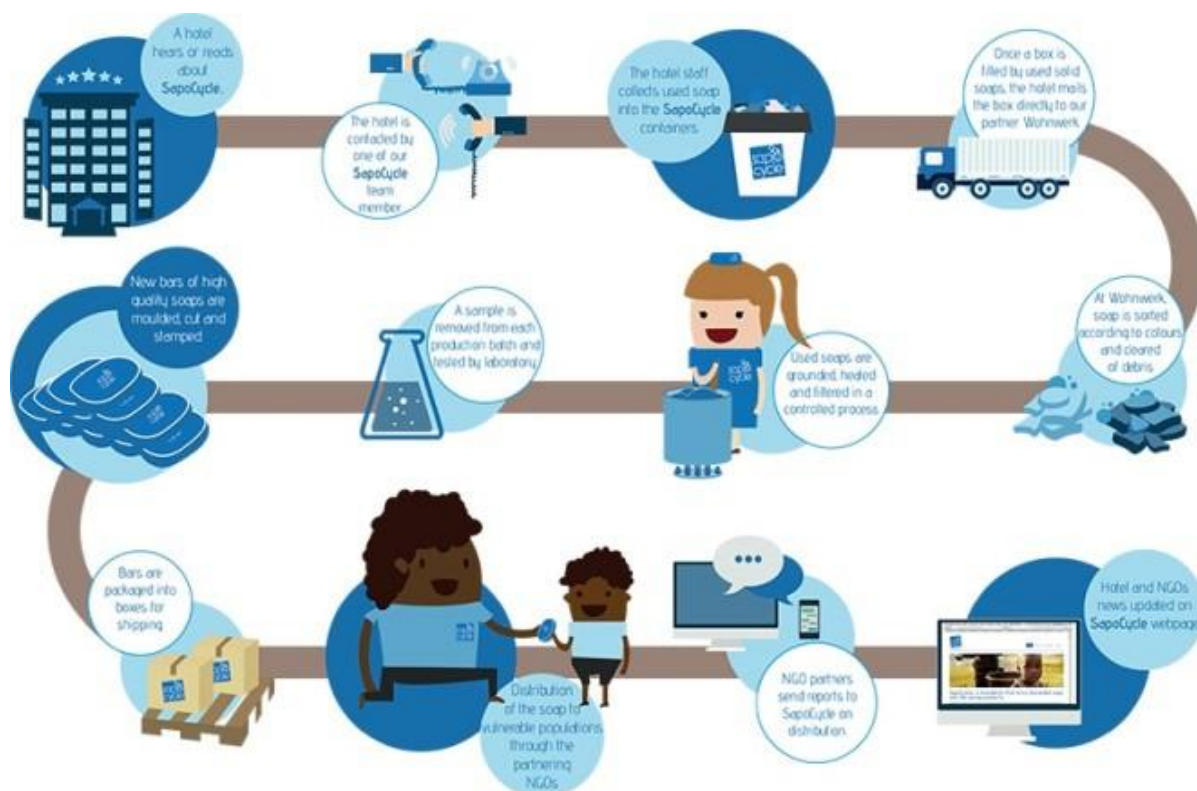 A hotel
hears or reads
about
SapoCycle.
The hotel is
contacted by
one of our
SapoCycle
team
member
The hotel staff
collects used soap
into the SapoCycle
containers.
sapo
cycle
Once a box is
filled by used solid
soaps, the hotel mails
the box directly to our
partner Wohnwerk
At Wohnwerk,
soap is sorted
according to colours
and cleared
of debris
Used soaps are
grounded, heated
and filtered in a
controlled process.
sapo
cycle
A sample is
removed from each
production batch and
tested by laboratory.
New bars of high
quality soaps are
moulded, cut and
stamped
Bars are
packaged into
boxes for
shipping
Distribution
of the soap to
vulnerable populations
through the
partnering
NGOs
NGO partners
send reports to
SapoCycle on
distribution
Hotel and NGOs
news updated on
SapoCycle webpage